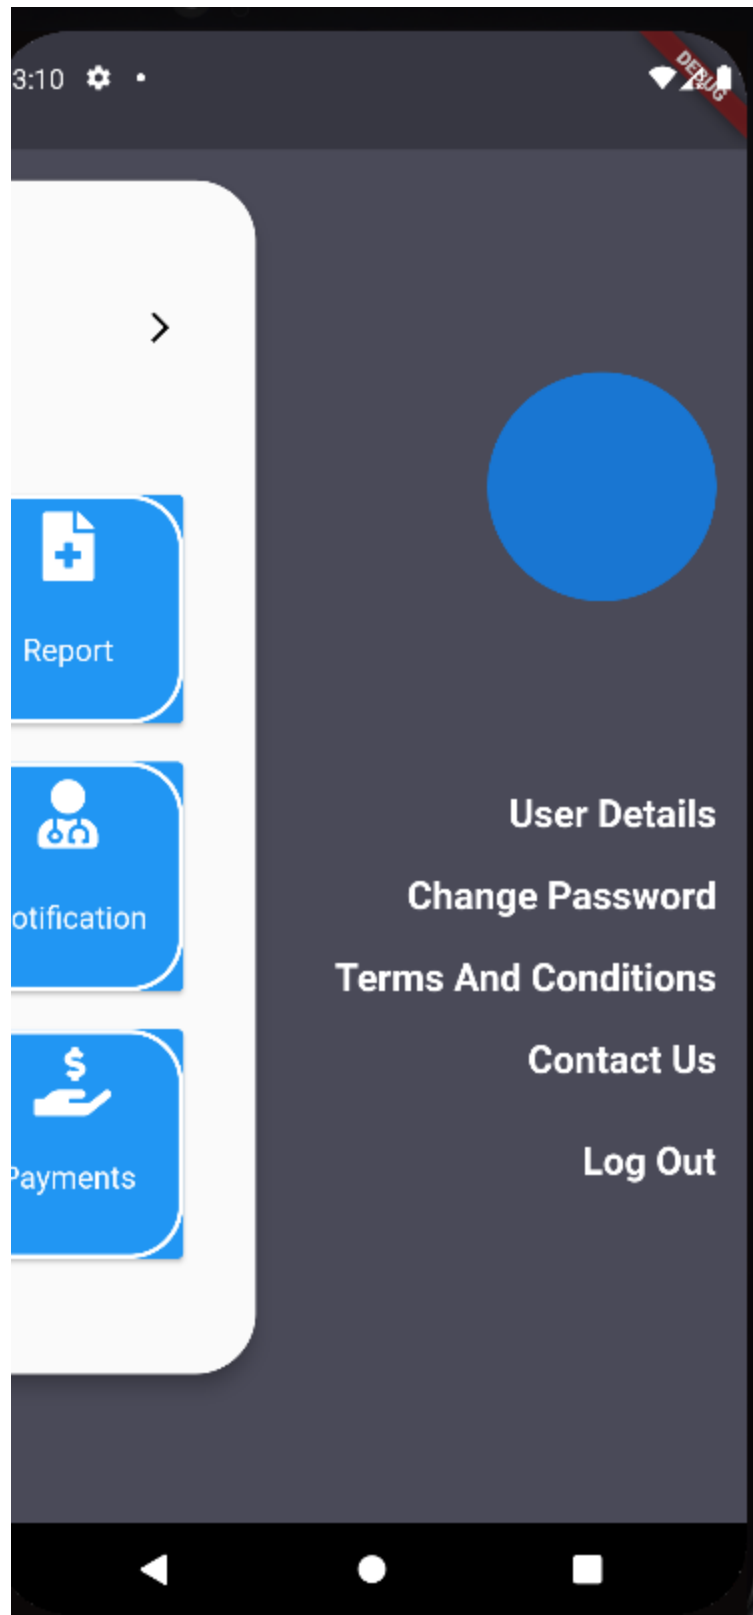 3:10
DEBUG
Report
otification
Payments
User Details
Change Password
Terms And Conditions
Contact Us
Log Out